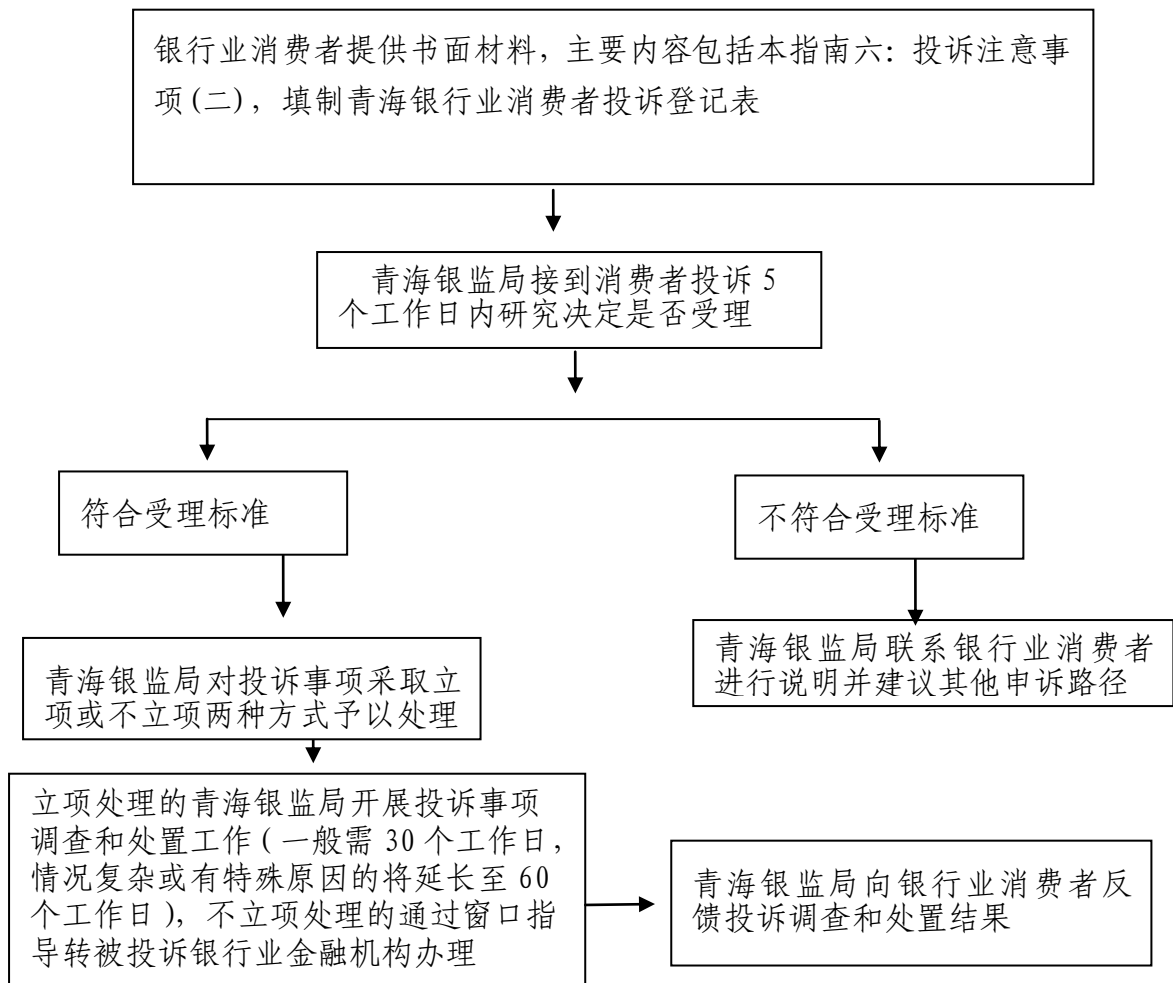 银行业消费者提供书面材料，主要内容包括本指南六：投诉注意事
项(二)，填制青海银行业消费者投诉登记表
青海银监局接到消费者投诉 5
个工作日内研究决定是否受理
符合受理标准
不符合受理标准
青海银监局对投诉事项采取立
项或不立项两种方式予以处理
青海银监局联系银行业消费者
进行说明并建议其他申诉路径
立项处理的青海银监局开展投诉事项
调查和处置工作（一般需 30 个工作日，
情况复杂或有特殊原因的将延长至 60
个工作日），不立项处理的通过窗口指
导转被投诉银行业金融机构办理
青海银监局向银行业消费者反
馈投诉调查和处置结果